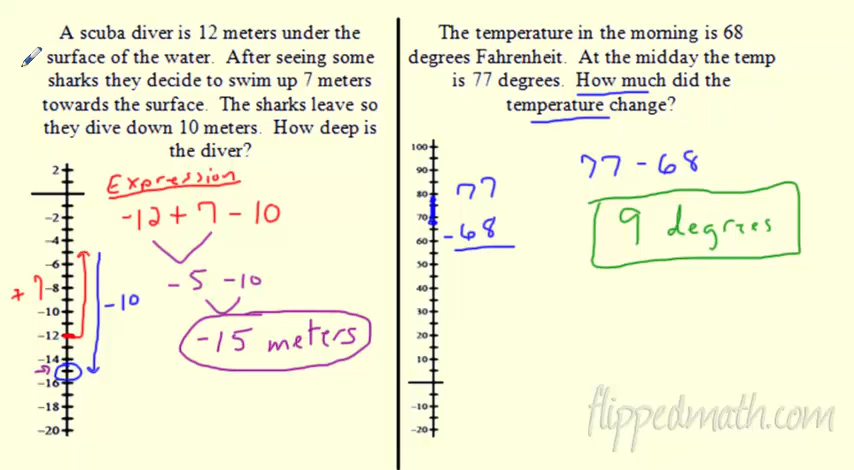 A scuba diver is 12 meters under the
surface of the water. After seeing some
sharks they decide to swim up 7 meters
towards the surface. The sharks leave so
they dive down 10 meters. How deep is
the diver?
2
-2
-4
-6
-8
-10
-12
-14
-16
-18
-20
+7
-10
Expression
-12 + 7 - 10
-5 -10
-15 meters
The temperature in the morning is 68
degrees Fahrenheit. At the midday the temp
is 77 degrees. How much did the
temperature change?
100
90
80
70
60
50
40
30
20
10
-10
-20
77
-68
77 - 68
9 degrees
flippedmath.com